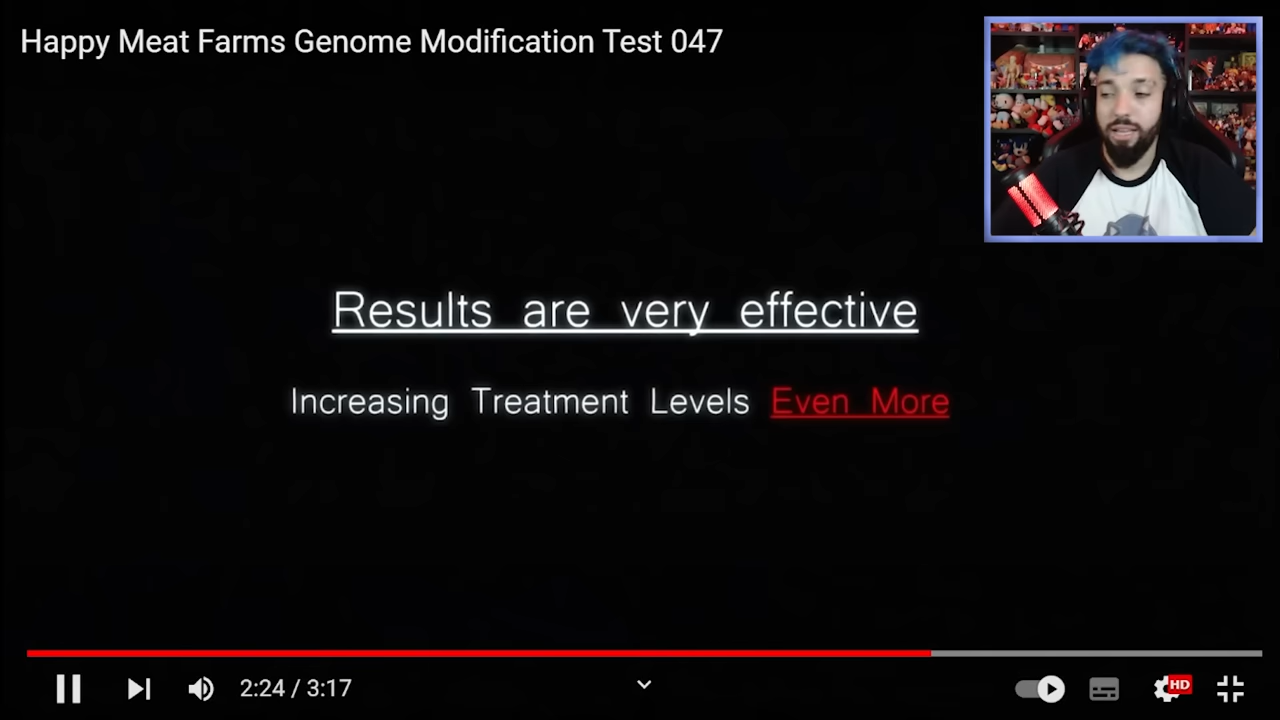 Happy Meat Farms Genome Modification Test 047
Results are very effective
Increasing Treatment Levels Even More
2:24 / 3:17
HD